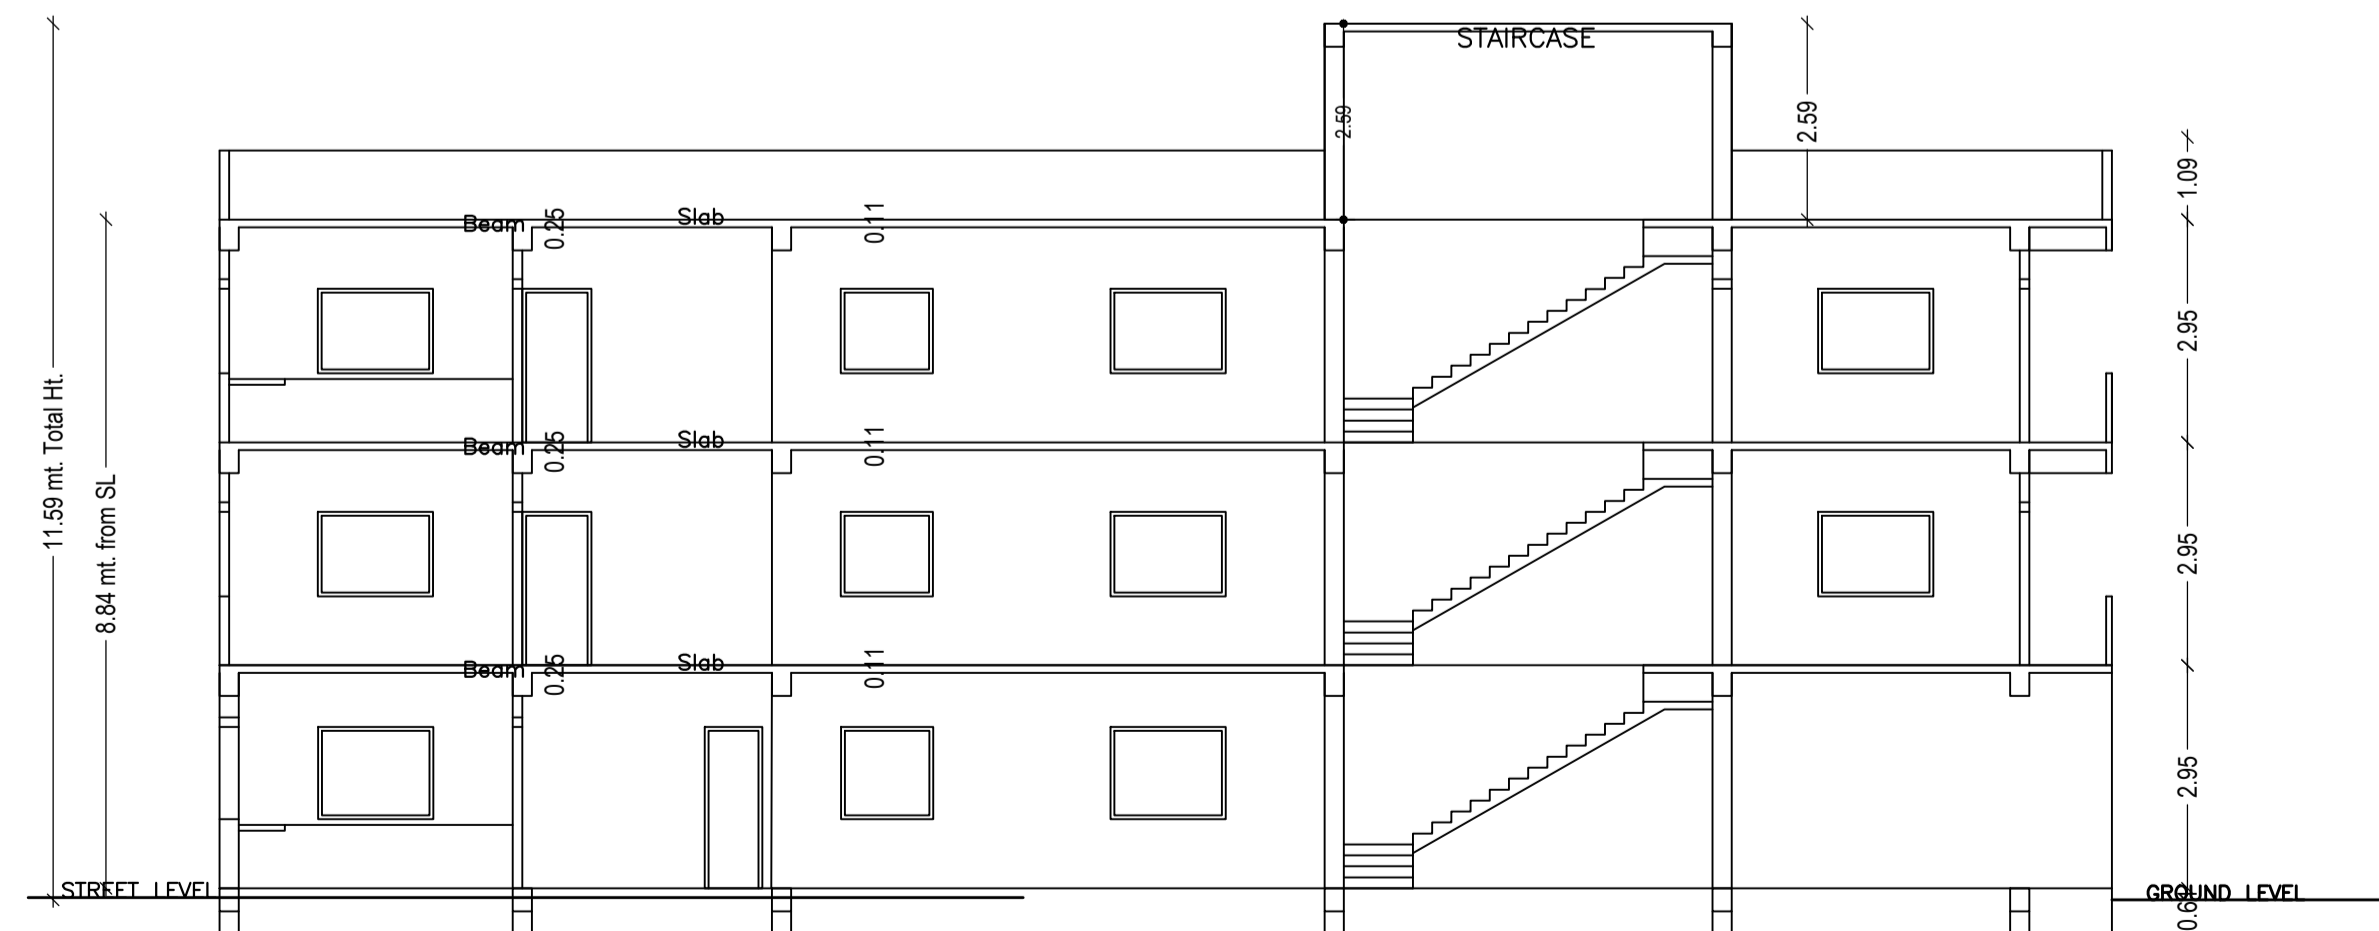 STAIRCASE
2.59
2.59
1.09
Beam
0.25
Slab
0.11
2.95
11.59 mt. Total Ht.
8.84 mt. from SL
Beam
0.25
Slab
0.11
2.95
Beam
0.25
Slab
0.11
2.95
STREET LEVEL
GROUND LEVEL